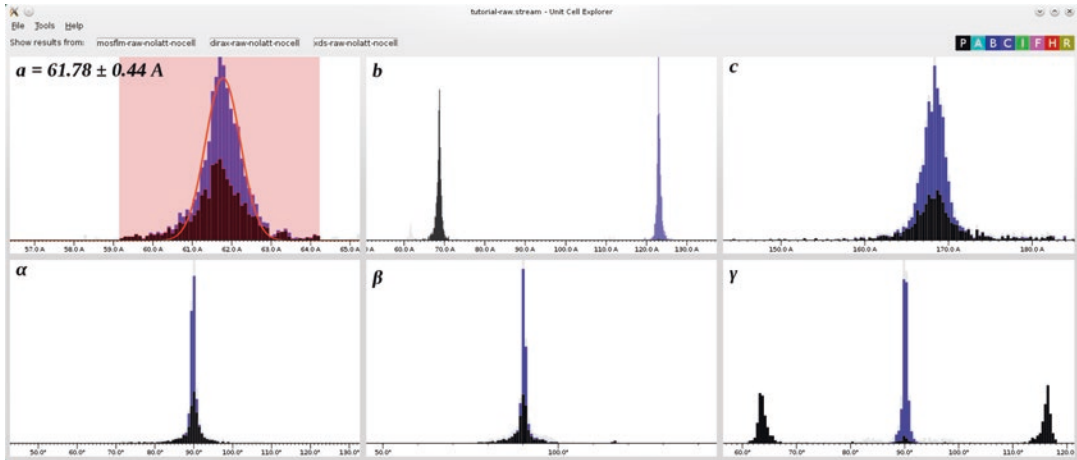 tutorial-raw.stream - Unit Cell Explorer
File Tools Help
Show results from: mosflm-raw-nolatt-nocell dirax-raw-nolatt-nocell xds-raw-nolatt-nocell P A B C I F H R
a = 61.78 ± 0.44 A
57.0 A 58.0 A 60.0 A 61.0 A 62.0 A 63.0 A 64.0 A 65.0
b
60.0 A 70.0 A 80.0 A 90.0 A 100.0 A 110.0 A 120.0 A 130.0 A
c
150.0 A 160.0 A 170.0 A 180.0 A
α
50.0° 60.0° 70.0° 80.0° 90.0° 100.0° 110.0° 120.0° 130.0°
β
50.0° 100.0°
γ
60.0° 70.0° 80.0° 90.0° 100.0° 110.0° 120.0